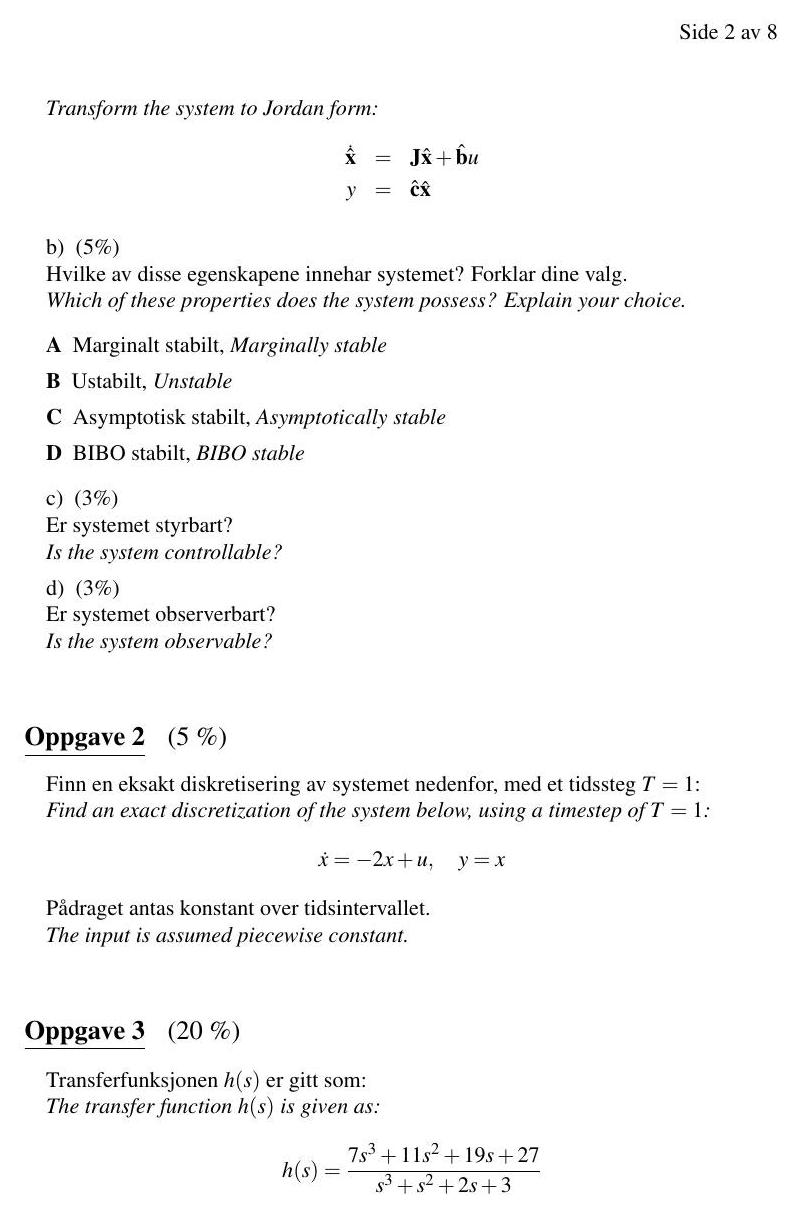 Side 2 av 8
Transform the system to Jordan form:
ẋ̂ = Jx̂ + b̂u
y = ĉx̂
b) (5%)
Hvilke av disse egenskapene innehar systemet? Forklar dine valg.
Which of these properties does the system possess? Explain your choice.
A Marginalt stabilt, Marginally stable
B Ustabilt, Unstable
C Asymptotisk stabilt, Asymptotically stable
D BIBO stabilt, BIBO stable
c) (3%)
Er systemet styrbart?
Is the system controllable?
d) (3%)
Er systemet observerbart?
Is the system observable?
Oppgave 2 (5 %)
Finn en eksakt diskretisering av systemet nedenfor, med et tidssteg T = 1:
Find an exact discretization of the system below, using a timestep of T = 1:
ẋ = −2x + u, y = x
Pådraget antas konstant over tidsintervallet.
The input is assumed piecewise constant.
Oppgave 3 (20 %)
Transferfunksjonen h(s) er gitt som:
The transfer function h(s) is given as:
h(s) = (7s³ + 11s² + 19s + 27) / (s³ + s² + 2s + 3)